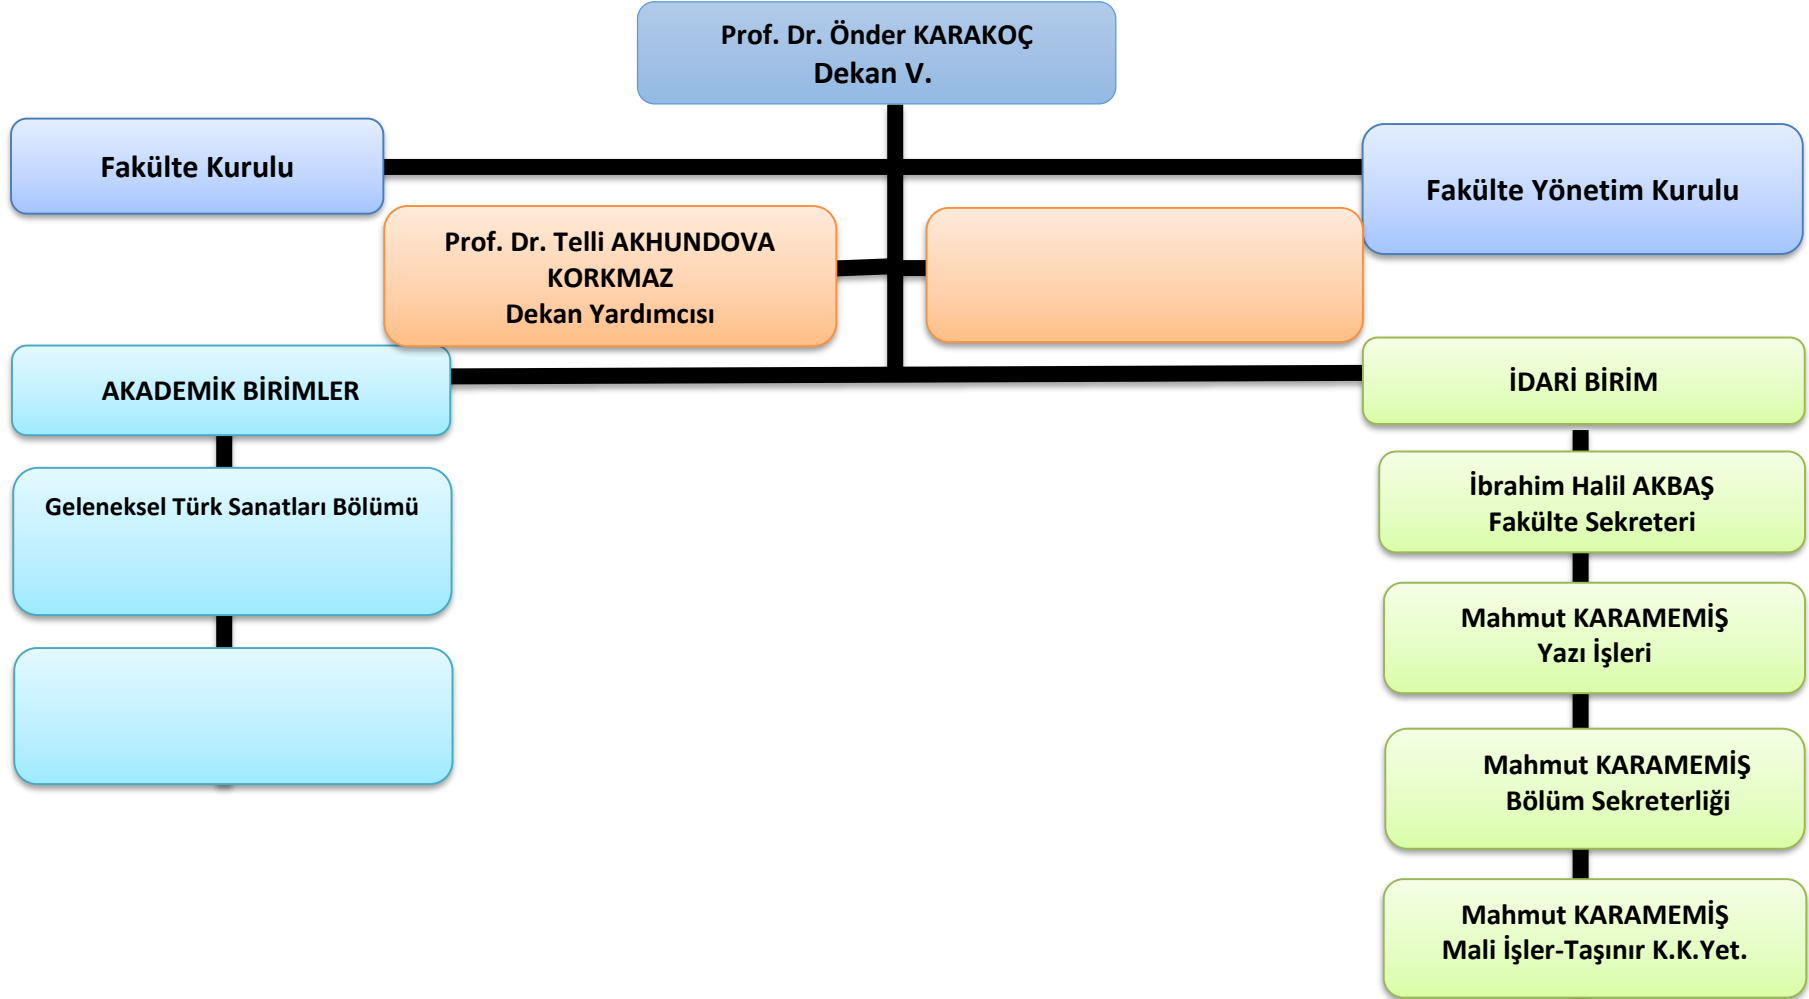 Prof. Dr. Önder KARAKOÇ
Dekan V.
Fakülte Kurulu
Fakülte Yönetim Kurulu
Prof. Dr. Telli AKHUNDOVA
KORKMAZ
Dekan Yardımcısı
AKADEMİK BİRİMLER
İDARİ BİRİM
Geleneksel Türk Sanatları Bölümü
İbrahim Halil AKBAŞ
Fakülte Sekreteri
Mahmut KARAMEMİŞ
Yazı İşleri
Mahmut KARAMEMİŞ
Bölüm Sekreterliği
Mahmut KARAMEMİŞ
Mali İşler-Taşınır K.K.Yet.